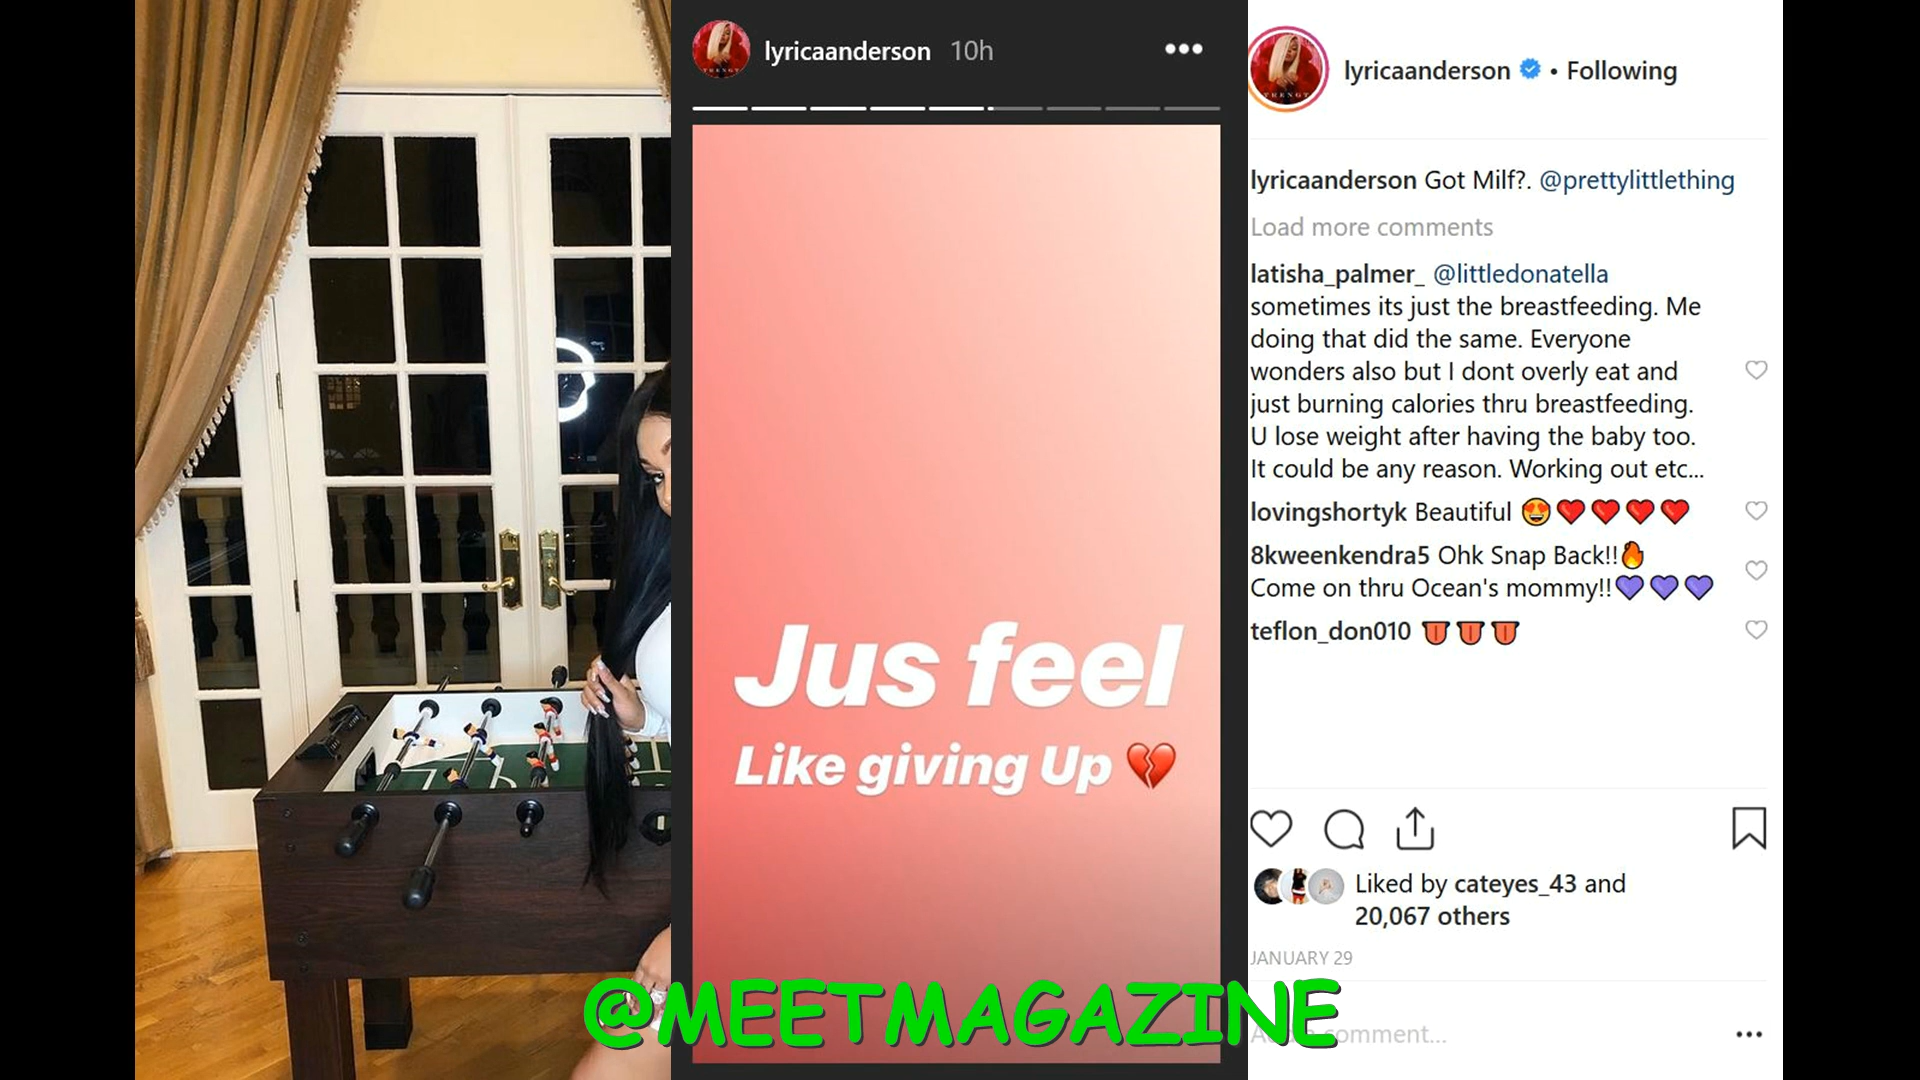 lyricaanderson 10h
Jus feel
Like giving Up 💔
lyricaanderson • Following
lyricaanderson Got Milf?. @prettylittlething
Load more comments
latisha_palmer_ @littledonatella
sometimes its just the breastfeeding. Me
doing that did the same. Everyone
wonders also but I dont overly eat and
just burning calories thru breastfeeding.
U lose weight after having the baby too.
It could be any reason. Working out etc...
lovingshortyk Beautiful 😍❤️❤️❤️❤️
8kweenkendra5 Ohk Snap Back!!🔥
Come on thru Ocean's mommy!!💜💜💜
teflon_don010 👅👅👅
Liked by cateyes_43 and
20,067 others
JANUARY 29
comment...
@MEETMAGAZINE